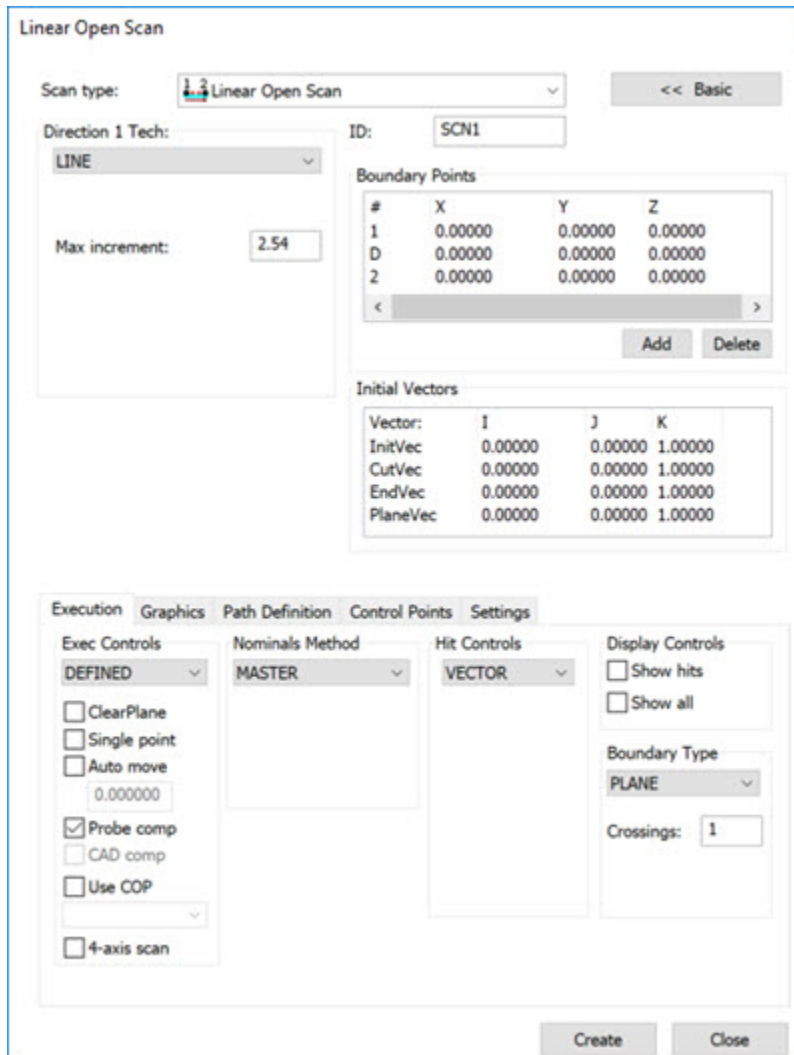 Linear Open Scan
Scan type:
1 2 Linear Open Scan
<< Basic
Direction 1 Tech:
LINE
Max increment:
2.54
ID:
SCN1
Boundary Points
# X Y Z
1 0.00000 0.00000 0.00000
D 0.00000 0.00000 0.00000
2 0.00000 0.00000 0.00000
< >
Add
Delete
Initial Vectors
Vector: I J K
InitVec 0.00000 0.00000 1.00000
CutVec 0.00000 0.00000 1.00000
EndVec 0.00000 0.00000 1.00000
PlaneVec 0.00000 0.00000 1.00000
Execution Graphics Path Definition Control Points Settings
Exec Controls
DEFINED
ClearPlane
Single point
Auto move
0.000000
Probe comp
CAD comp
Use COP
4-axis scan
Nominals Method
MASTER
Hit Controls
VECTOR
Display Controls
Show hits
Show all
Boundary Type
PLANE
Crossings: 1
Create
Close